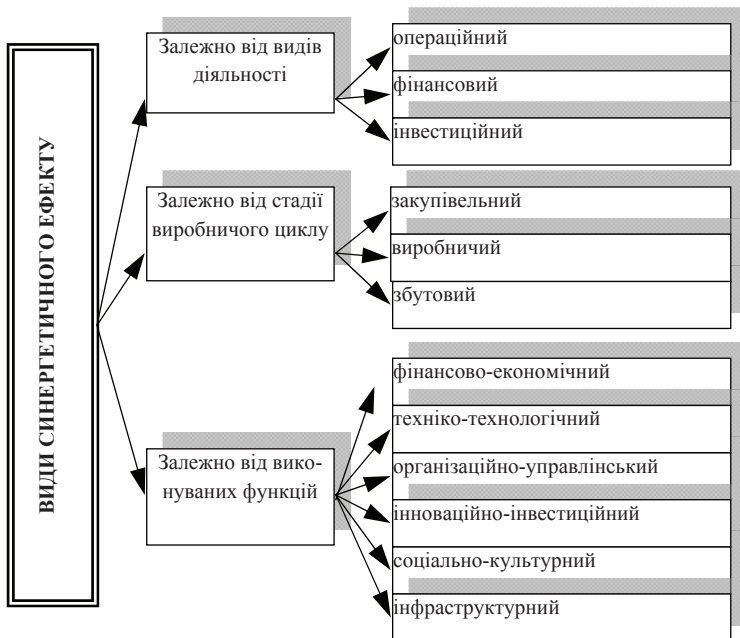 ВИДИ СИНЕРГЕТИЧНОГО ЕФЕКТУ
Залежно від видів
діяльності
операційний
фінансовий
інвестиційний
Залежно від стадії
виробничого циклу
закупівельний
виробничий
збутовий
Залежно від вико-
нуваних функцій
фінансово-економічний
техніко-технологічний
організаційно-управлінський
інноваційно-інвестиційний
соціально-культурний
інфраструктурний